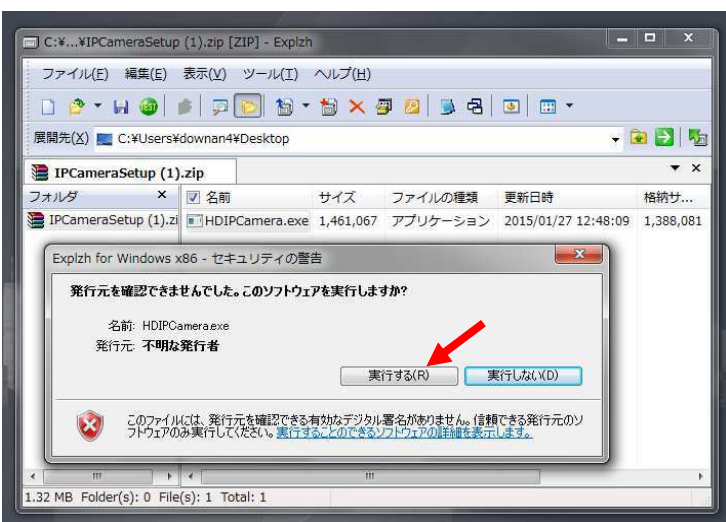 C:¥...¥IPCameraSetup (1).zip [ZIP] - Explzh
ファイル(F) 編集(E) 表示(V) ツール(T) ヘルプ(H)
展開先(X) C:¥Users¥downan4¥Desktop
IPCameraSetup (1).zip
フォルダ × 名前 サイズ ファイルの種類 更新日時 格納サ...
IPCameraSetup (1).zi HDIPCamera.exe 1,461,067 アプリケーション 2015/01/27 12:48:09 1,388,081
Explzh for Windows x86 - セキュリティの警告
発行元を確認できませんでした。このソフトウェアを実行しますか?
名前: HDIPCamera.exe
発行元: 不明な発行者
実行する(R) 実行しない(D)
このファイルには、発行元を確認できる有効なデジタル署名がありません。信頼できる発行元のソ
フトウェアのみ実行してください。実行することのできるソフトウェアの詳細を表示します。
1.32 MB Folder(s): 0 File(s): 1 Total: 1